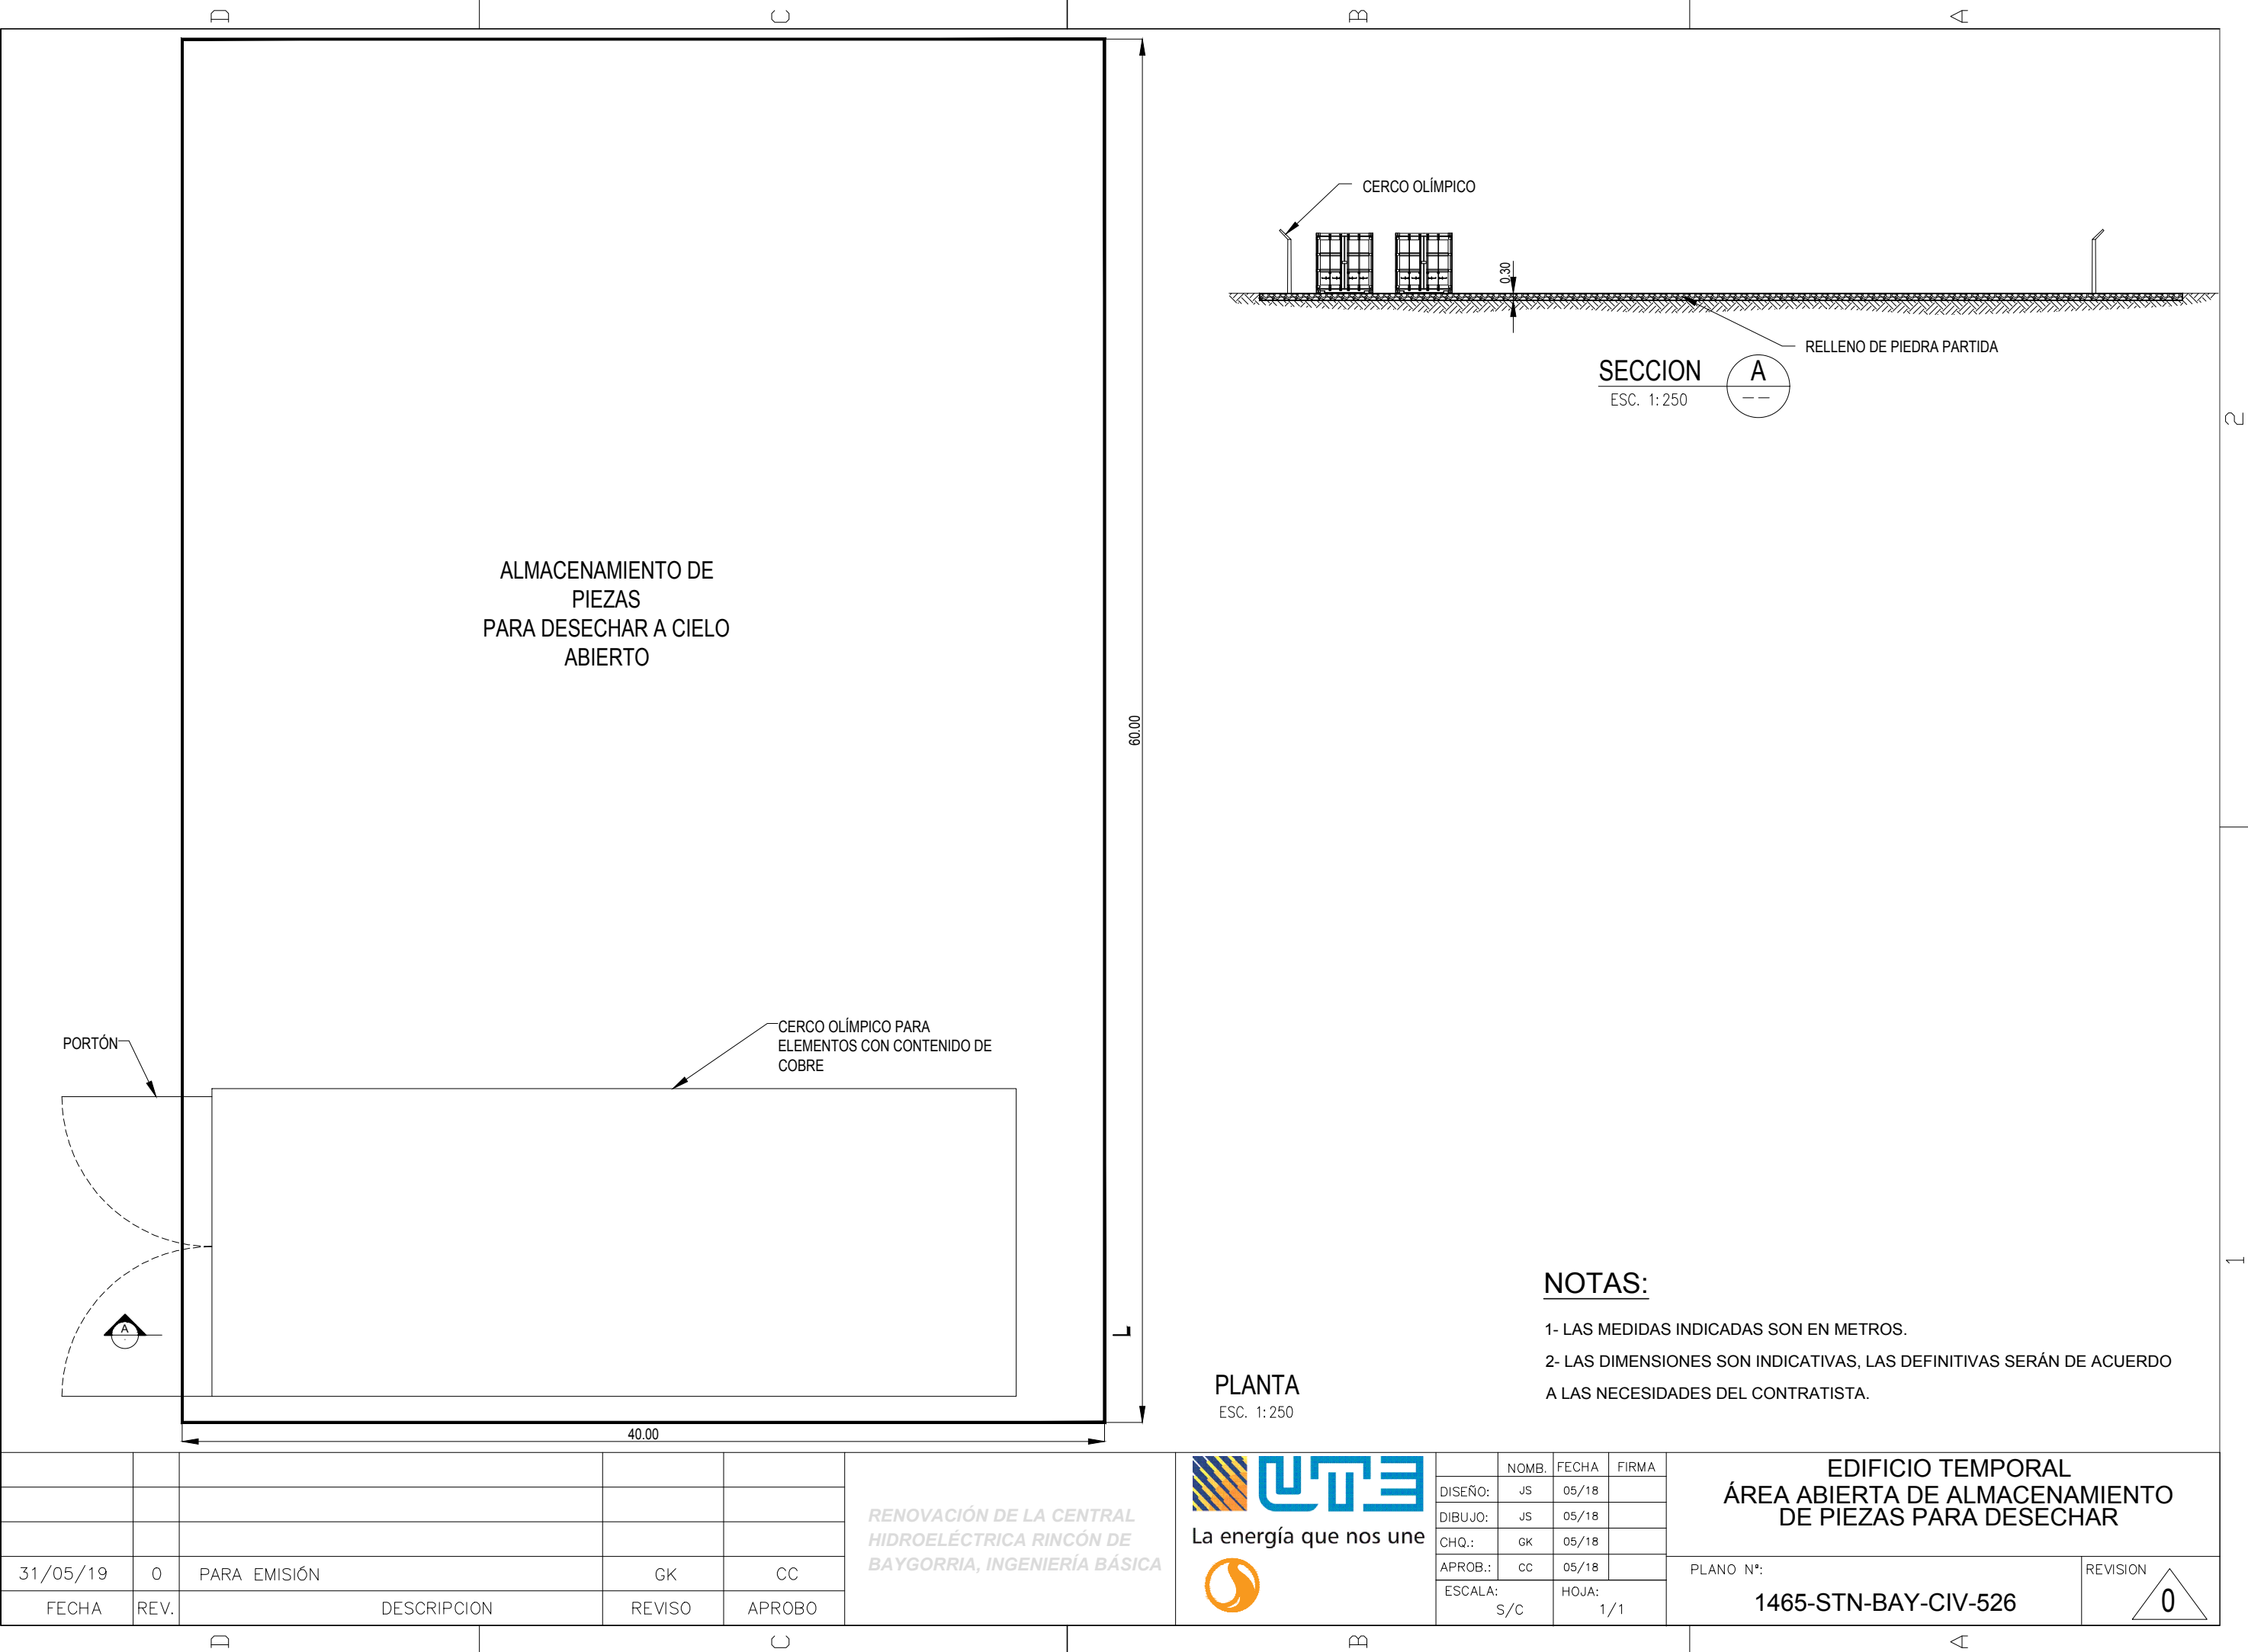 D
C
B
A
CERCO OLÍMPICO
0.30
RELLENO DE PIEDRA PARTIDA
SECCION
A
ESC. 1:250
2
ALMACENAMIENTO DE
PIEZAS
PARA DESECHAR A CIELO
ABIERTO
60.00
CERCO OLÍMPICO PARA
ELEMENTOS CON CONTENIDO DE
COBRE
PORTÓN
A
L
1
40.00
PLANTA
ESC. 1:250
NOTAS:
1- LAS MEDIDAS INDICADAS SON EN METROS.
2- LAS DIMENSIONES SON INDICATIVAS, LAS DEFINITIVAS SERÁN DE ACUERDO
A LAS NECESIDADES DEL CONTRATISTA.
31/05/19 0 PARA EMISIÓN GK CC
FECHA REV. DESCRIPCION REVISO APROBO
RENOVACIÓN DE LA CENTRAL
HIDROELÉCTRICA RINCÓN DE
BAYGORRIA, INGENIERÍA BÁSICA
UTE
La energía que nos une
NOMB. FECHA FIRMA
DISEÑO: JS 05/18
DIBUJO: JS 05/18
CHQ.: GK 05/18
APROB.: CC 05/18
ESCALA: HOJA:
S/C 1/1
EDIFICIO TEMPORAL
ÁREA ABIERTA DE ALMACENAMIENTO
DE PIEZAS PARA DESECHAR
PLANO Nº:
1465-STN-BAY-CIV-526
REVISION
0
D
C
B
A